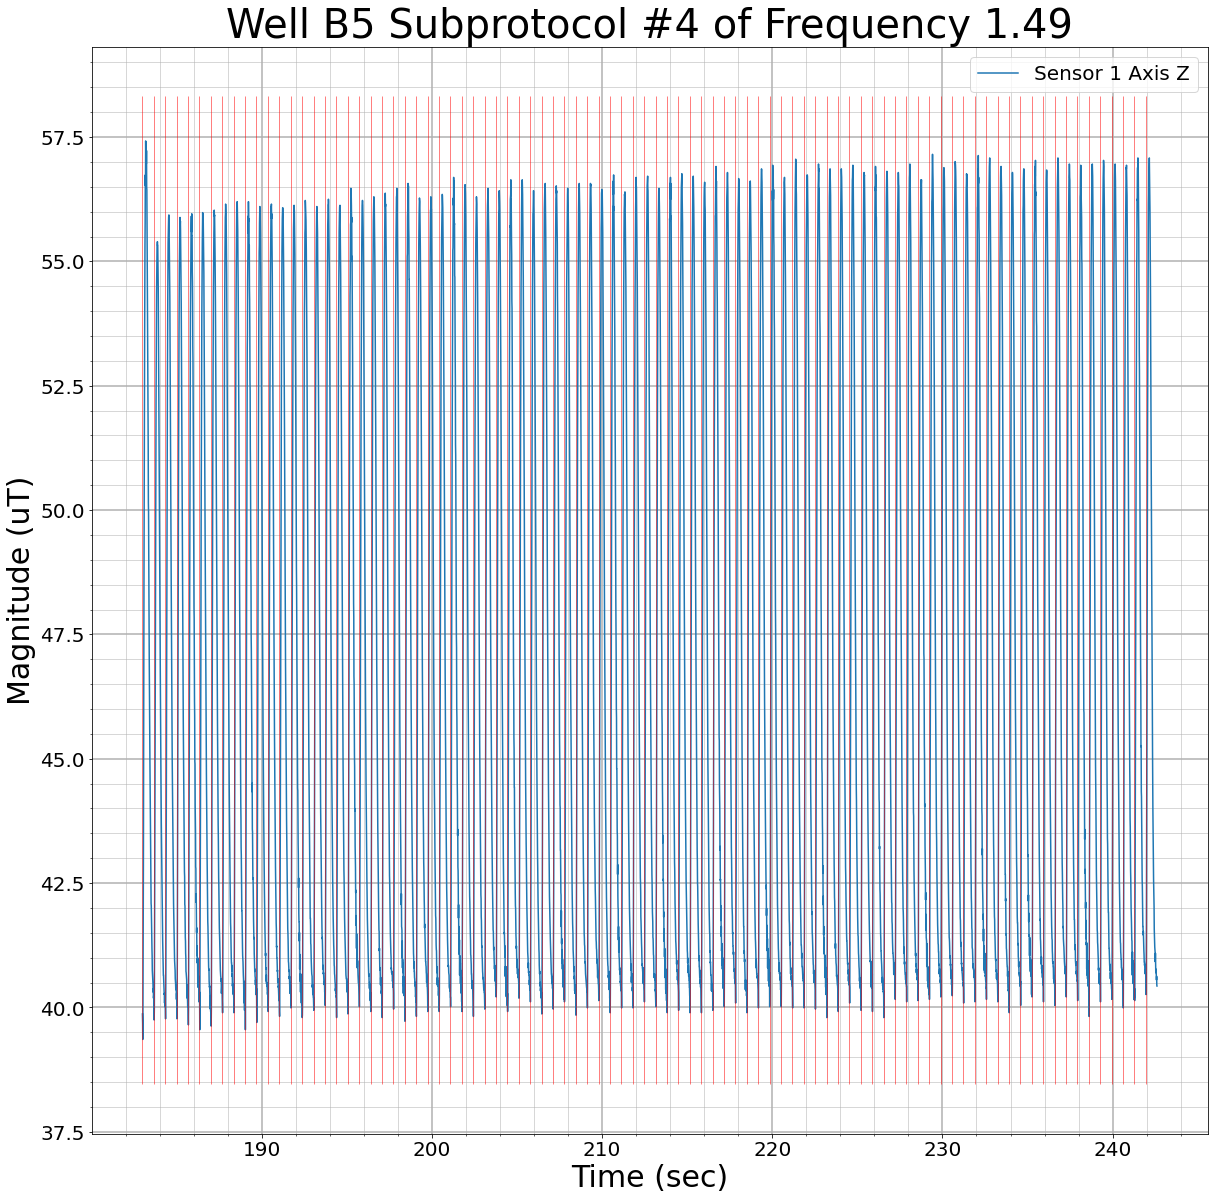 Well B5 Subprotocol #4 of Frequency 1.49
Sensor 1 Axis Z
57.5
55.0
52.5
50.0
47.5
45.0
42.5
40.0
37.5
Magnitude (uT)
190 200 210 220 230 240
Time (sec)